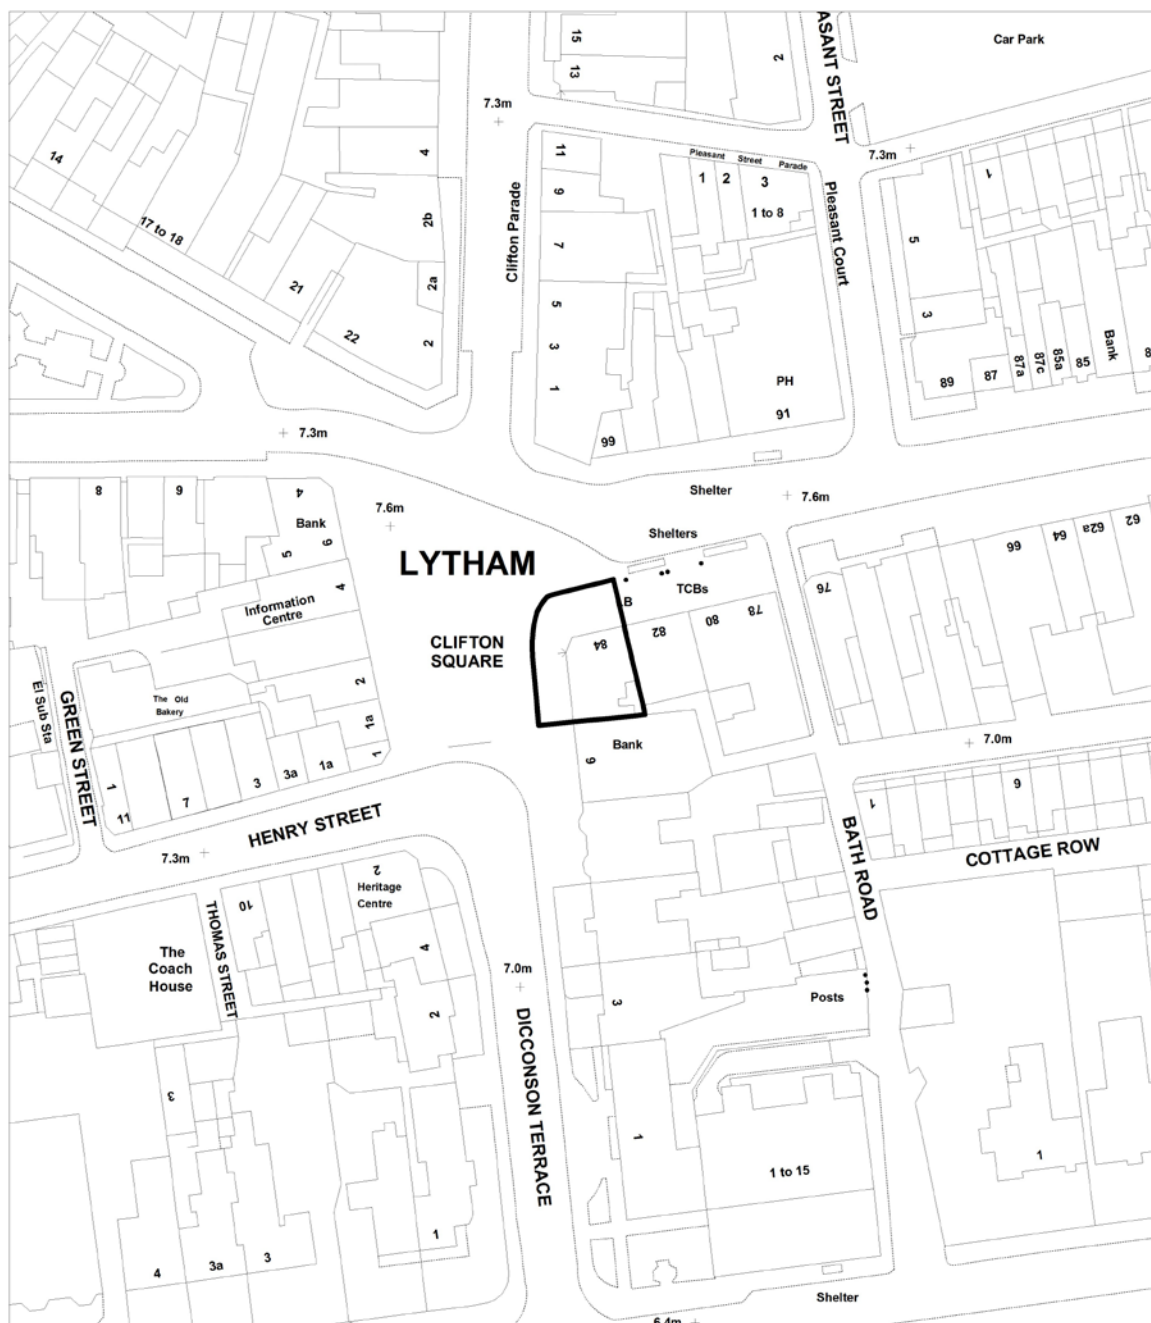 15
13
2
ASANT STREET
Car Park
7.3m
14
17 to 18
4
2b
21
2a
22
2
Clifton Parade
11
9
7
5
3
1
99
Pleasant Street Parade
1
2
3
1 to 8
Pleasant Court
PH
91
7.3m
1
5
3
89
87
87a
87c
85a
85
Bank
8
7.3m
Shelter
7.6m
8
6
4
Bank
5
6
4
7.6m
LYTHAM
Shelters
LB
TCBs
CLIFTON
SQUARE
84
82
80
78
76
66
64
62a
62
Information
Centre
El Sub Sta
GREEN STREET
The Old
Bakery
2
1a
1
1
11
7
3
3a
1a
Bank
9
7.0m
HENRY STREET
7.3m
1
6
BATH ROAD
COTTAGE ROW
2
Heritage
Centre
10
4
THOMAS STREET
The
Coach
House
7.0m
2
3
Posts
DICCONSON TERRACE
3
1
1 to 15
1
4
3a
3
1
Shelter
6.4m